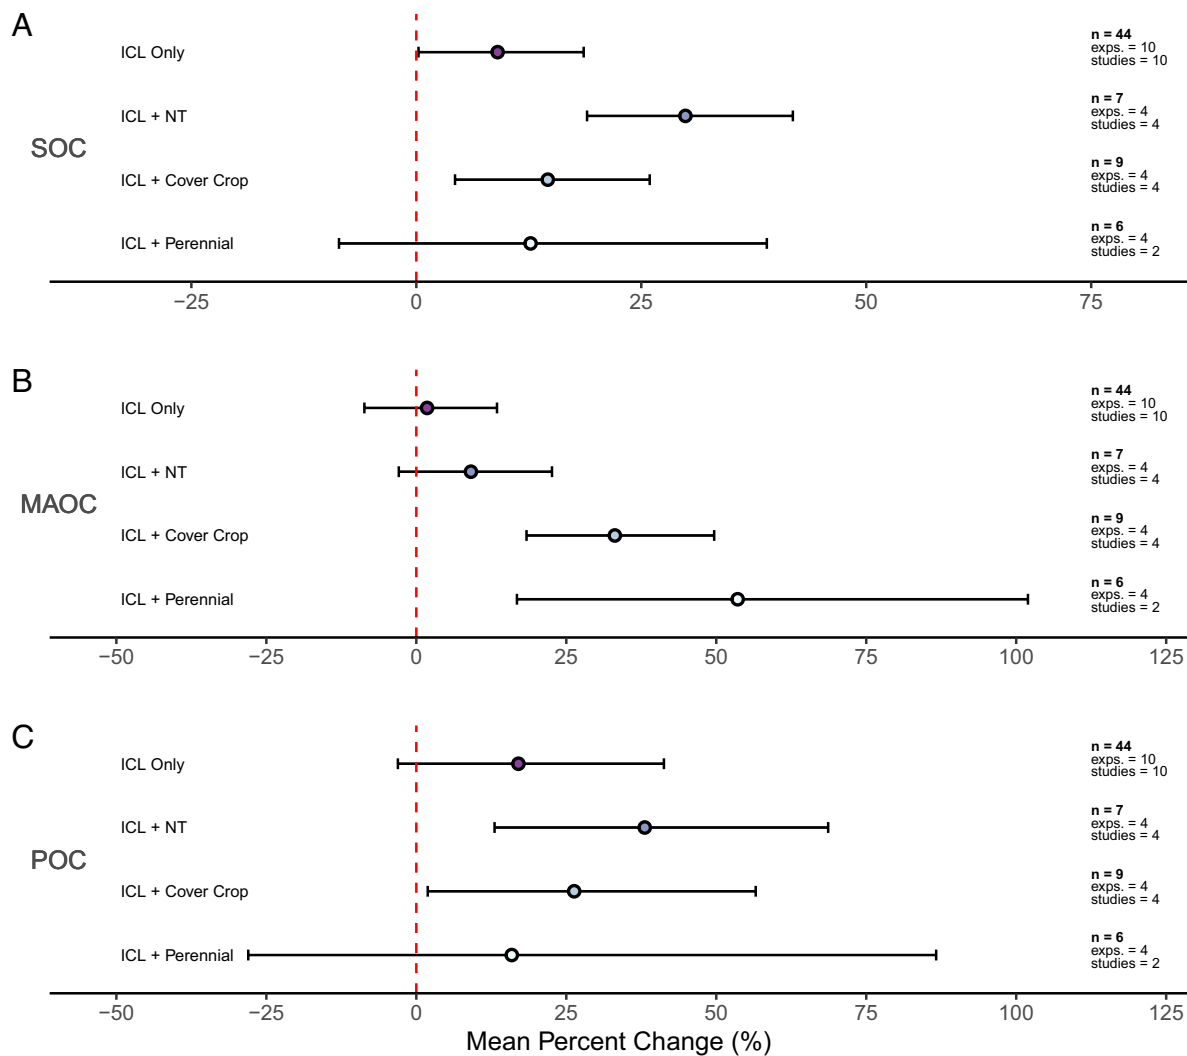 A
ICL Only
n = 44
exps. = 10
studies = 10
ICL + NT
n = 7
exps. = 4
studies = 4
SOC
ICL + Cover Crop
n = 9
exps. = 4
studies = 4
ICL + Perennial
n = 6
exps. = 4
studies = 2
−25 0 25 50 75
B
ICL Only
n = 44
exps. = 10
studies = 10
ICL + NT
n = 7
exps. = 4
studies = 4
MAOC
ICL + Cover Crop
n = 9
exps. = 4
studies = 4
ICL + Perennial
n = 6
exps. = 4
studies = 2
−50 −25 0 25 50 75 100 125
C
ICL Only
n = 44
exps. = 10
studies = 10
ICL + NT
n = 7
exps. = 4
studies = 4
POC
ICL + Cover Crop
n = 9
exps. = 4
studies = 4
ICL + Perennial
n = 6
exps. = 4
studies = 2
−50 −25 0 25 50 75 100 125
Mean Percent Change (%)